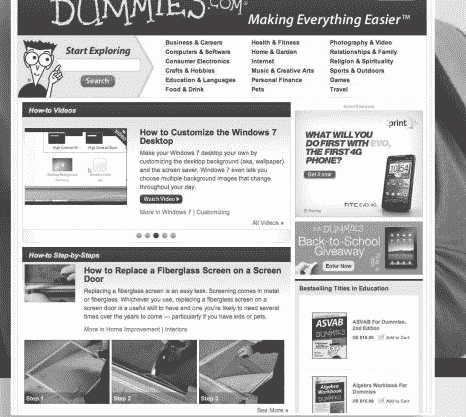 DUMMIES.COM®
Making Everything Easier™
Start Exploring
Search
Business & Careers
Computers & Software
Consumer Electronics
Crafts & Hobbies
Education & Languages
Food & Drink
Health & Fitness
Home & Garden
Internet
Music & Creative Arts
Personal Finance
Pets
Photography & Video
Relationships & Family
Religion & Spirituality
Sports & Outdoors
Games
Travel
How-to Videos
How to Customize the Windows 7
Desktop
Make your Windows 7 desktop your own by
customizing the desktop background (aka, wallpaper)
and the screen saver. Windows 7 even lets you
choose multiple background images that change
throughout your day.
Watch Video
More in Windows 7 | Customizing
All Videos »
Advertisement
print
WHAT WILL YOU
DO FIRST WITH EVO,
THE FIRST 4G
PHONE?
Get it now
hTC EVO 4G
DUMMIES
Back-to-School
Giveaway
Enter Now
How-to Step-by-Steps
How to Replace a Fiberglass Screen on a Screen
Door
Replacing a fiberglass screen is an easy task. Screening comes in metal
or fiberglass. Whichever you use, replacing a fiberglass screen on a
screen door is a useful skill to have and one you're likely to need several
times over the years to come — particularly if you have kids or pets.
More in Home Improvement | Interiors
Step 1
Step 2
Step 3
See More »
Bestselling Titles in Education
ASVAB
DUMMIES
ASVAB For Dummies,
2nd Edition
US $19.99
Add to Cart
Algebra
Workbook
DUMMIES
Algebra Workbook For
Dummies
Add to Cart